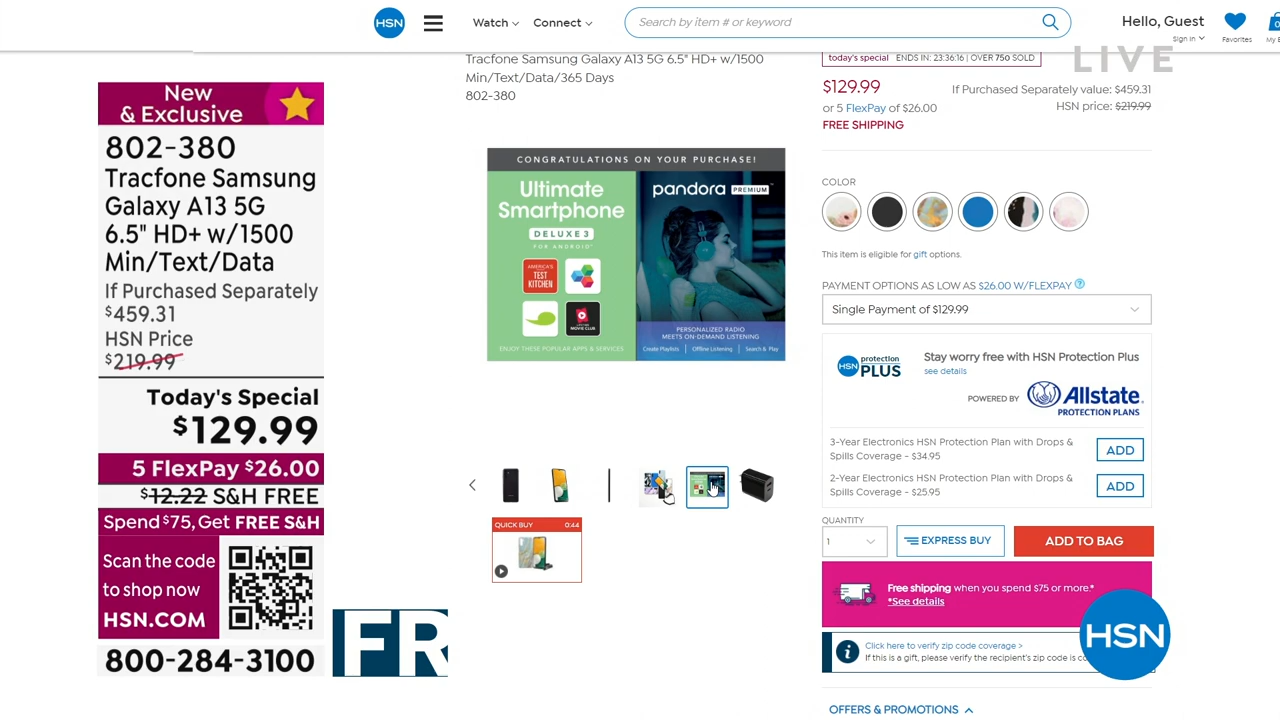 HSN
Watch
Connect
Search by item # or keyword
Hello, Guest
Sign In
Favorites
0
LIVE
New
& Exclusive
802-380
Tracfone Samsung
Galaxy A13 5G
6.5" HD+ w/1500
Min/Text/Data
If Purchased Separately
$459.31
HSN Price
$219.99
Today's Special
$129.99
5 FlexPay $26.00
$12.22 S&H FREE
Spend $75, Get FREE S&H
Scan the code
to shop now
HSN.COM
800-284-3100
FR
Tracfone Samsung Galaxy A13 5G 6.5" HD+ w/1500
Min/Text/Data/365 Days
802-380
CONGRATULATIONS ON YOUR PURCHASE!
Ultimate
Smartphone
DELUXE 3
FOR ANDROID
AMERICA'S
TEST
KITCHEN
MOVIE CLUB
ENJOY THESE POPULAR APPS & SERVICES
pandora PREMIUM
PERSONALIZED RADIO
MEETS ON-DEMAND LISTENING
Create Playlists | Offline Listening | Search & Play
QUICK BUY 0:44
today's special ENDS IN: 23:36:16 | OVER 750 SOLD
$129.99
If Purchased Separately value: $459.31
or 5 FlexPay of $26.00
HSN price: $219.99
FREE SHIPPING
COLOR
This item is eligible for gift options.
PAYMENT OPTIONS AS LOW AS $26.00 W/FLEXPAY ?
Single Payment of $129.99
HSN protection PLUS
Stay worry free with HSN Protection Plus
see details
POWERED BY Allstate
PROTECTION PLANS
3-Year Electronics HSN Protection Plan with Drops &
Spills Coverage - $34.95
ADD
2-Year Electronics HSN Protection Plan with Drops &
Spills Coverage - $25.95
ADD
QUANTITY
1
EXPRESS BUY
ADD TO BAG
Free shipping when you spend $75 or more.*
*See details
Click here to verify zip code coverage >
If this is a gift, please verify the recipient's zip code is co
HSN
OFFERS & PROMOTIONS